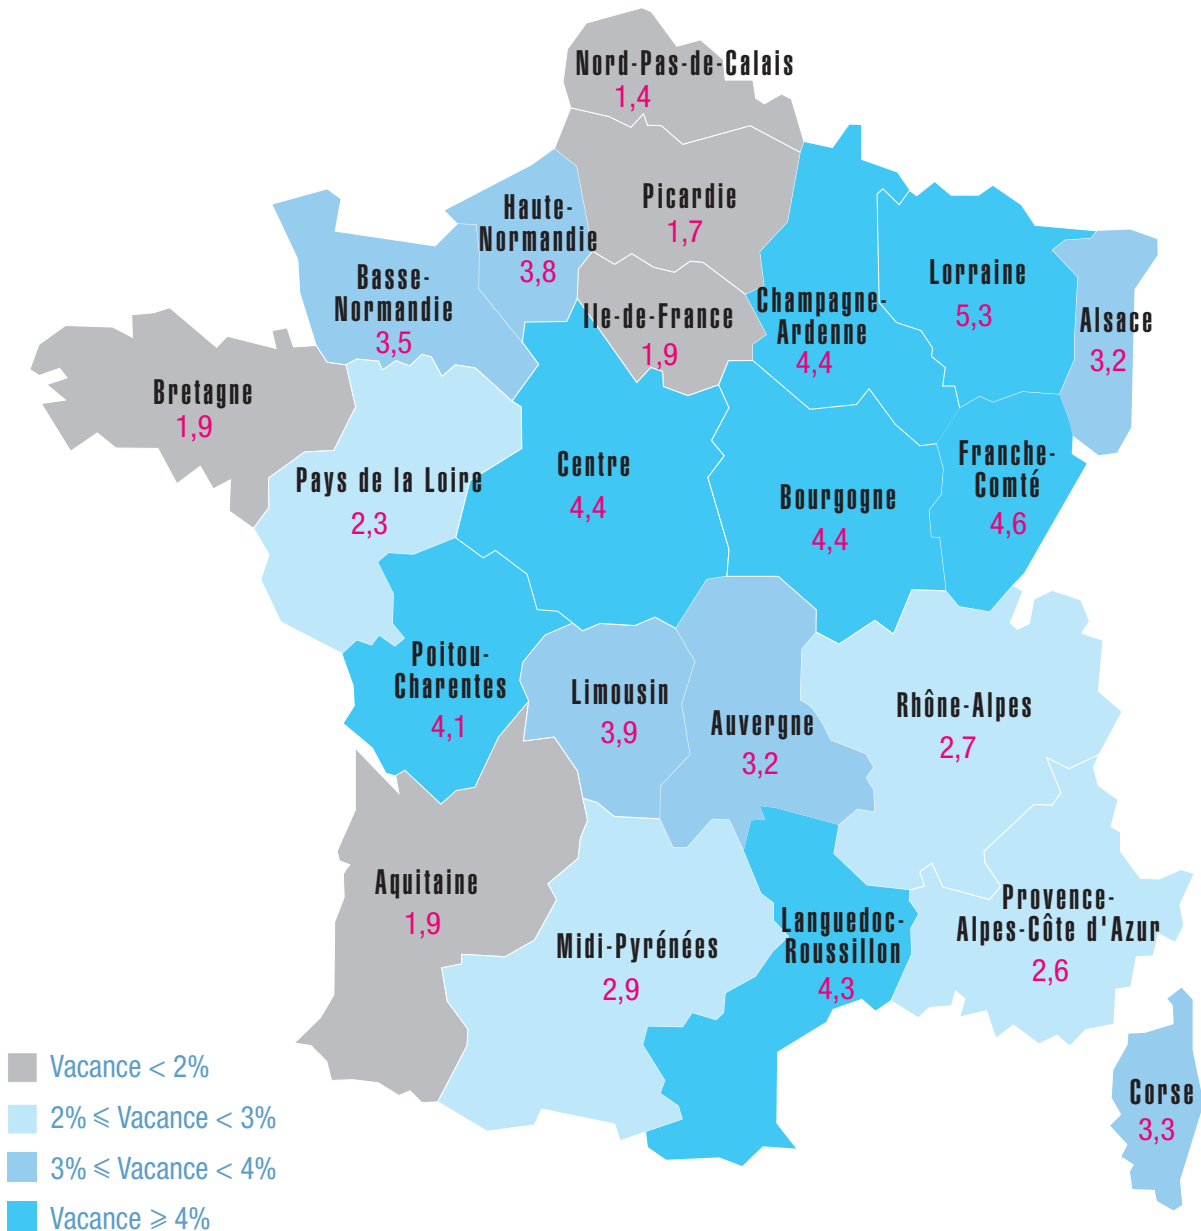 Nord-Pas-de-Calais
1,4
Picardie
1,7
Haute-
Normandie
3,8
Basse-
Normandie
3,5
Ile-de-France
1,9
Champagne-
Ardenne
4,4
Lorraine
5,3
Alsace
3,2
Bretagne
1,9
Pays de la Loire
2,3
Centre
4,4
Bourgogne
4,4
Franche-
Comté
4,6
Poitou-
Charentes
4,1
Limousin
3,9
Auvergne
3,2
Rhône-Alpes
2,7
Aquitaine
1,9
Midi-Pyrénées
2,9
Languedoc-
Roussillon
4,3
Provence-
Alpes-Côte d'Azur
2,6
Corse
3,3
Vacance < 2%
2% ⩽ Vacance < 3%
3% ⩽ Vacance < 4%
Vacance ⩾ 4%